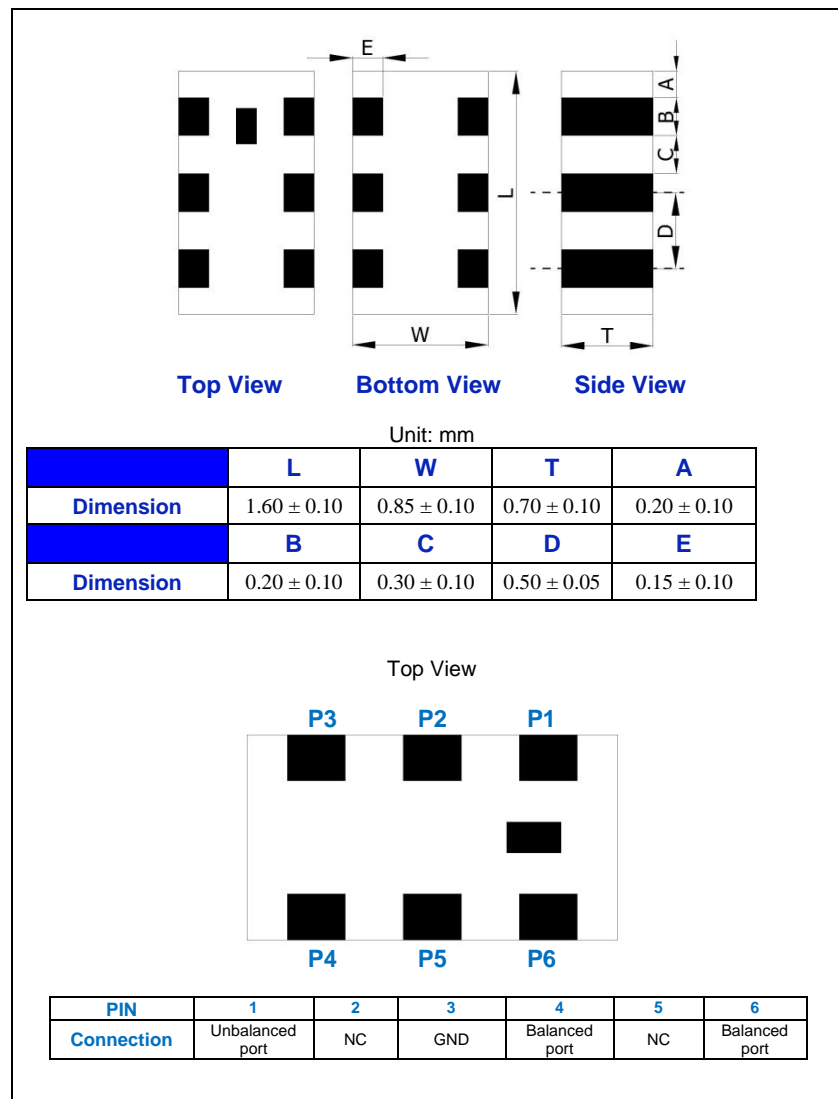 E
A
B
C
L
D
W
T
Top View Bottom View Side View
Unit: mm
L W T A
Dimension 1.60 ± 0.10 0.85 ± 0.10 0.70 ± 0.10 0.20 ± 0.10
B C D E
Dimension 0.20 ± 0.10 0.30 ± 0.10 0.50 ± 0.05 0.15 ± 0.10
Top View
P3 P2 P1
P4 P5 P6
PIN 1 2 3 4 5 6
Connection Unbalanced port NC GND Balanced port NC Balanced port